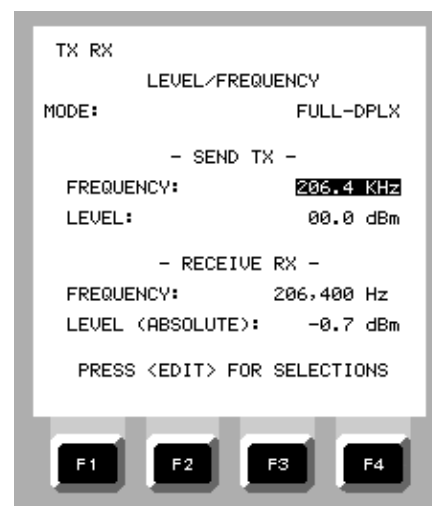 TX RX
LEVEL/FREQUENCY
MODE: FULL-DPLX
- SEND TX -
FREQUENCY: 206.4 KHz
LEVEL: 00.0 dBm
- RECEIVE RX -
FREQUENCY: 206,400 Hz
LEVEL (ABSOLUTE): -0.7 dBm
PRESS <EDIT> FOR SELECTIONS
F1 F2 F3 F4